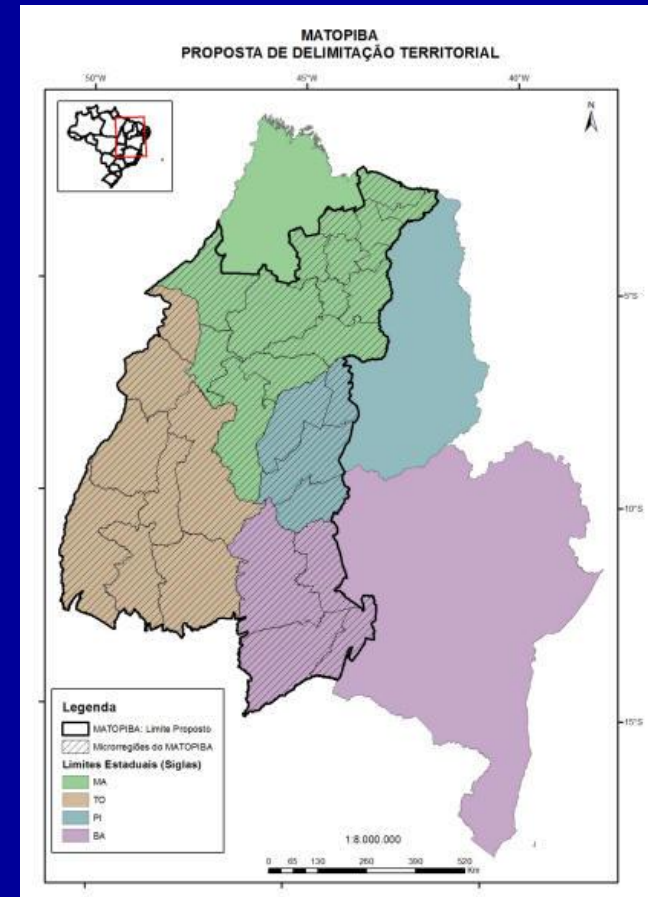 MATOPIBA
PROPOSTA DE DELIMITAÇÃO TERRITORIAL
50°W
45°W
40°W
N
5°S
10°S
15°S
Legenda
MATOPIBA: Limite Proposto
Microrregiões do MATOPIBA
Limites Estaduais (Siglas)
MA
TO
PI
BA
1:8.000.000
0 65 130 260 390 520
Km